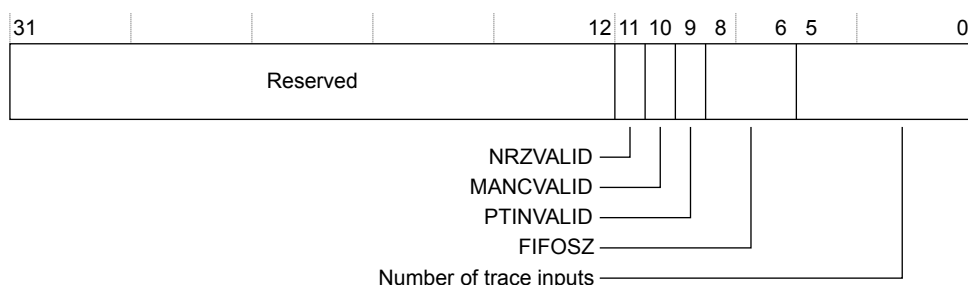 31 12 11 10 9 8 6 5 0
Reserved
NRZVALID
MANCVALID
PTINVALID
FIFOSZ
Number of trace inputs